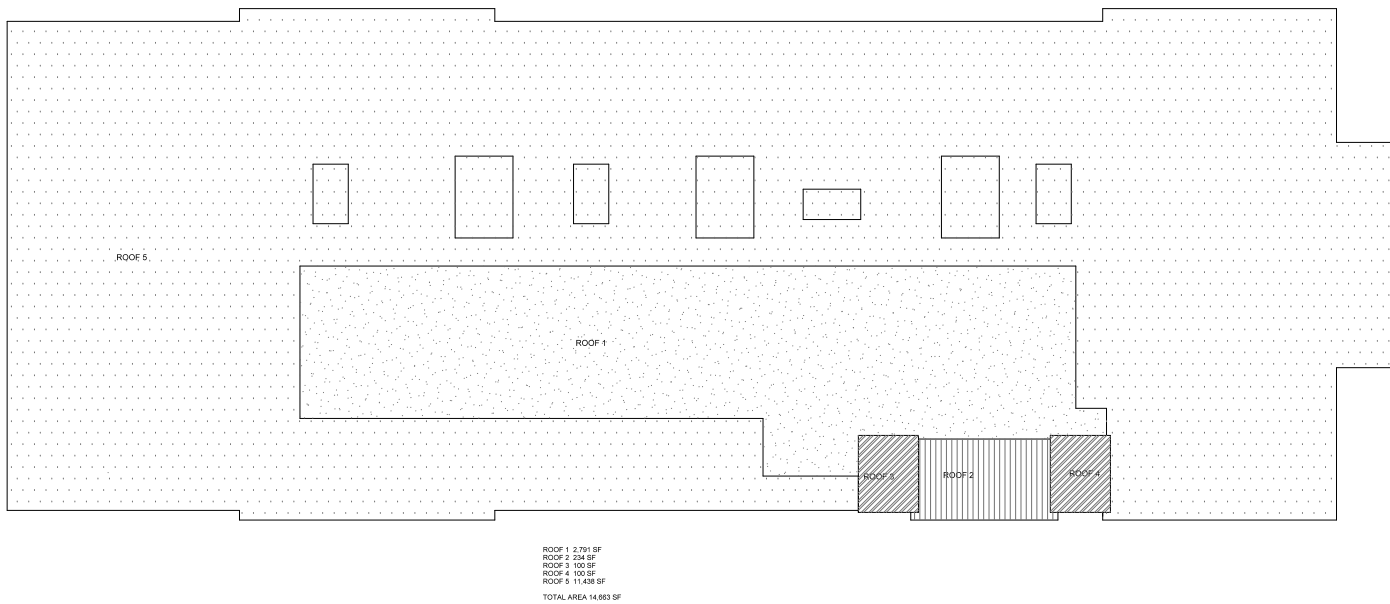 ROOF 5
ROOF 1
ROOF 3
ROOF 2
ROOF 4
ROOF 1 2,791 SF
ROOF 2 234 SF
ROOF 3 100 SF
ROOF 4 100 SF
ROOF 5 11,438 SF
TOTAL AREA 14,663 SF